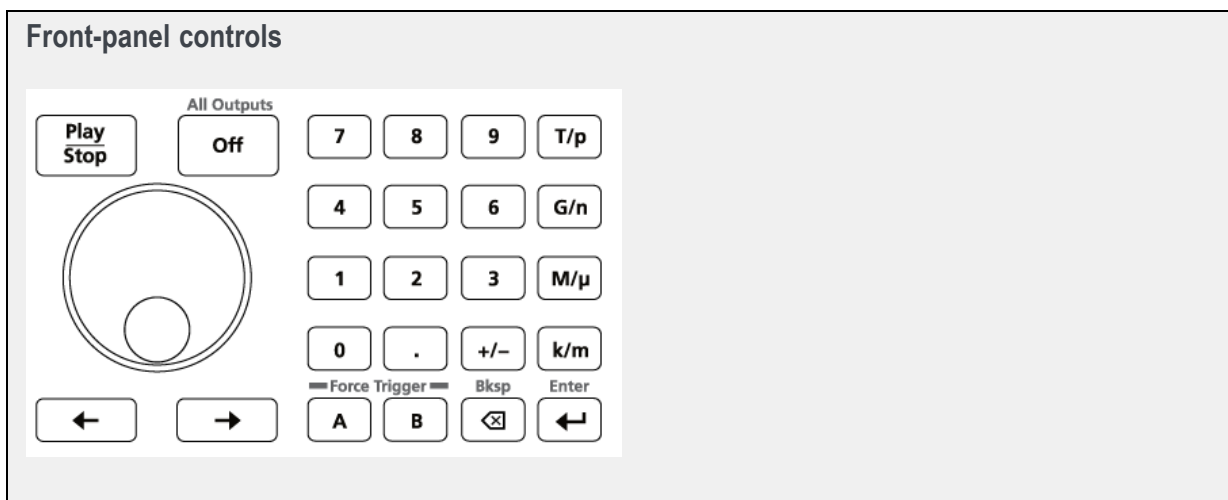 Front-panel controls
All Outputs
Play
Stop
Off
7 8 9 T/p
4 5 6 G/n
1 2 3 M/µ
0 . +/– k/m
Force Trigger Bksp Enter
← → A B ⌫ ↵